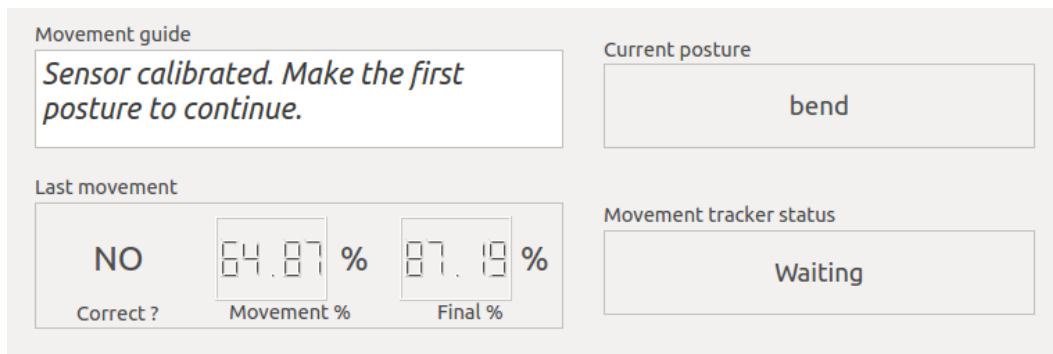 Movement guide
Sensor calibrated. Make the first
posture to continue.
Current posture
bend
Last movement
NO
64.87 %
87.19 %
Correct ?
Movement %
Final %
Movement tracker status
Waiting